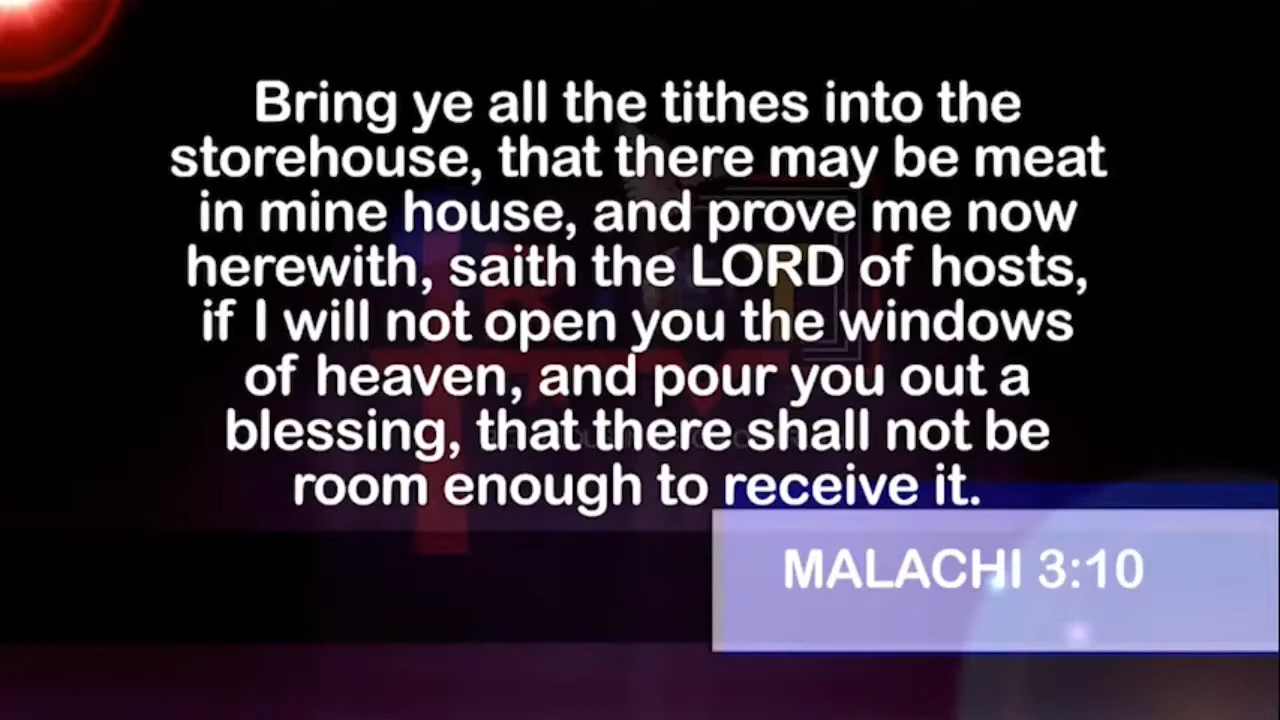 Bring ye all the tithes into the
storehouse, that there may be meat
in mine house, and prove me now
herewith, saith the LORD of hosts,
if I will not open you the windows
of heaven, and pour you out a
blessing, that there shall not be
room enough to receive it.
MALACHI 3:10